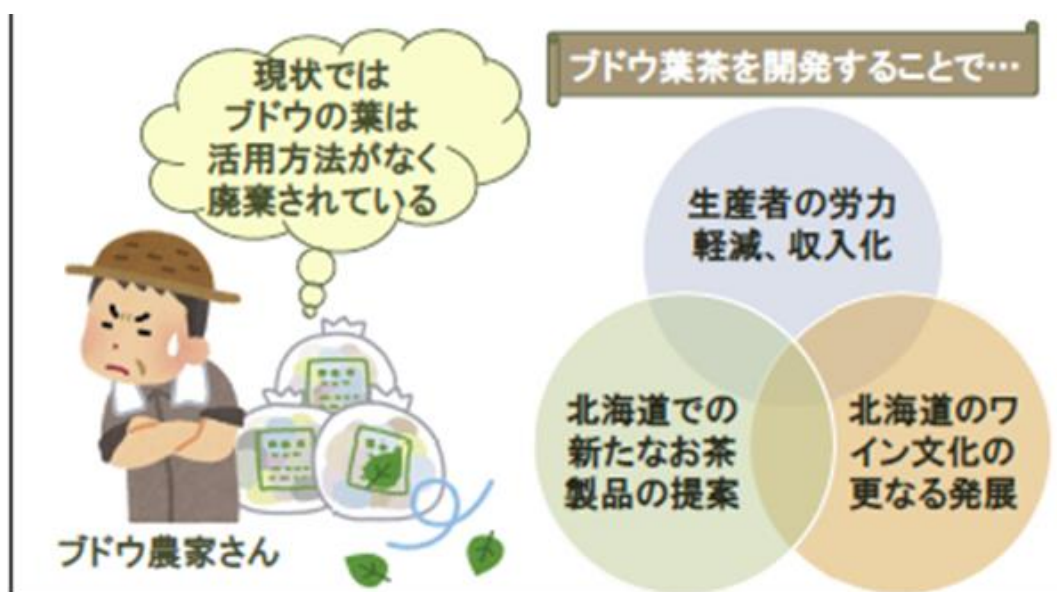 現状では
ブドウの葉は
活用方法がなく
廃棄されている
ブドウ農家さん
ブドウ葉茶を開発することで…
生産者の労力
軽減、収入化
北海道での
新たなお茶
製品の提案
北海道のワ
イン文化の
更なる発展